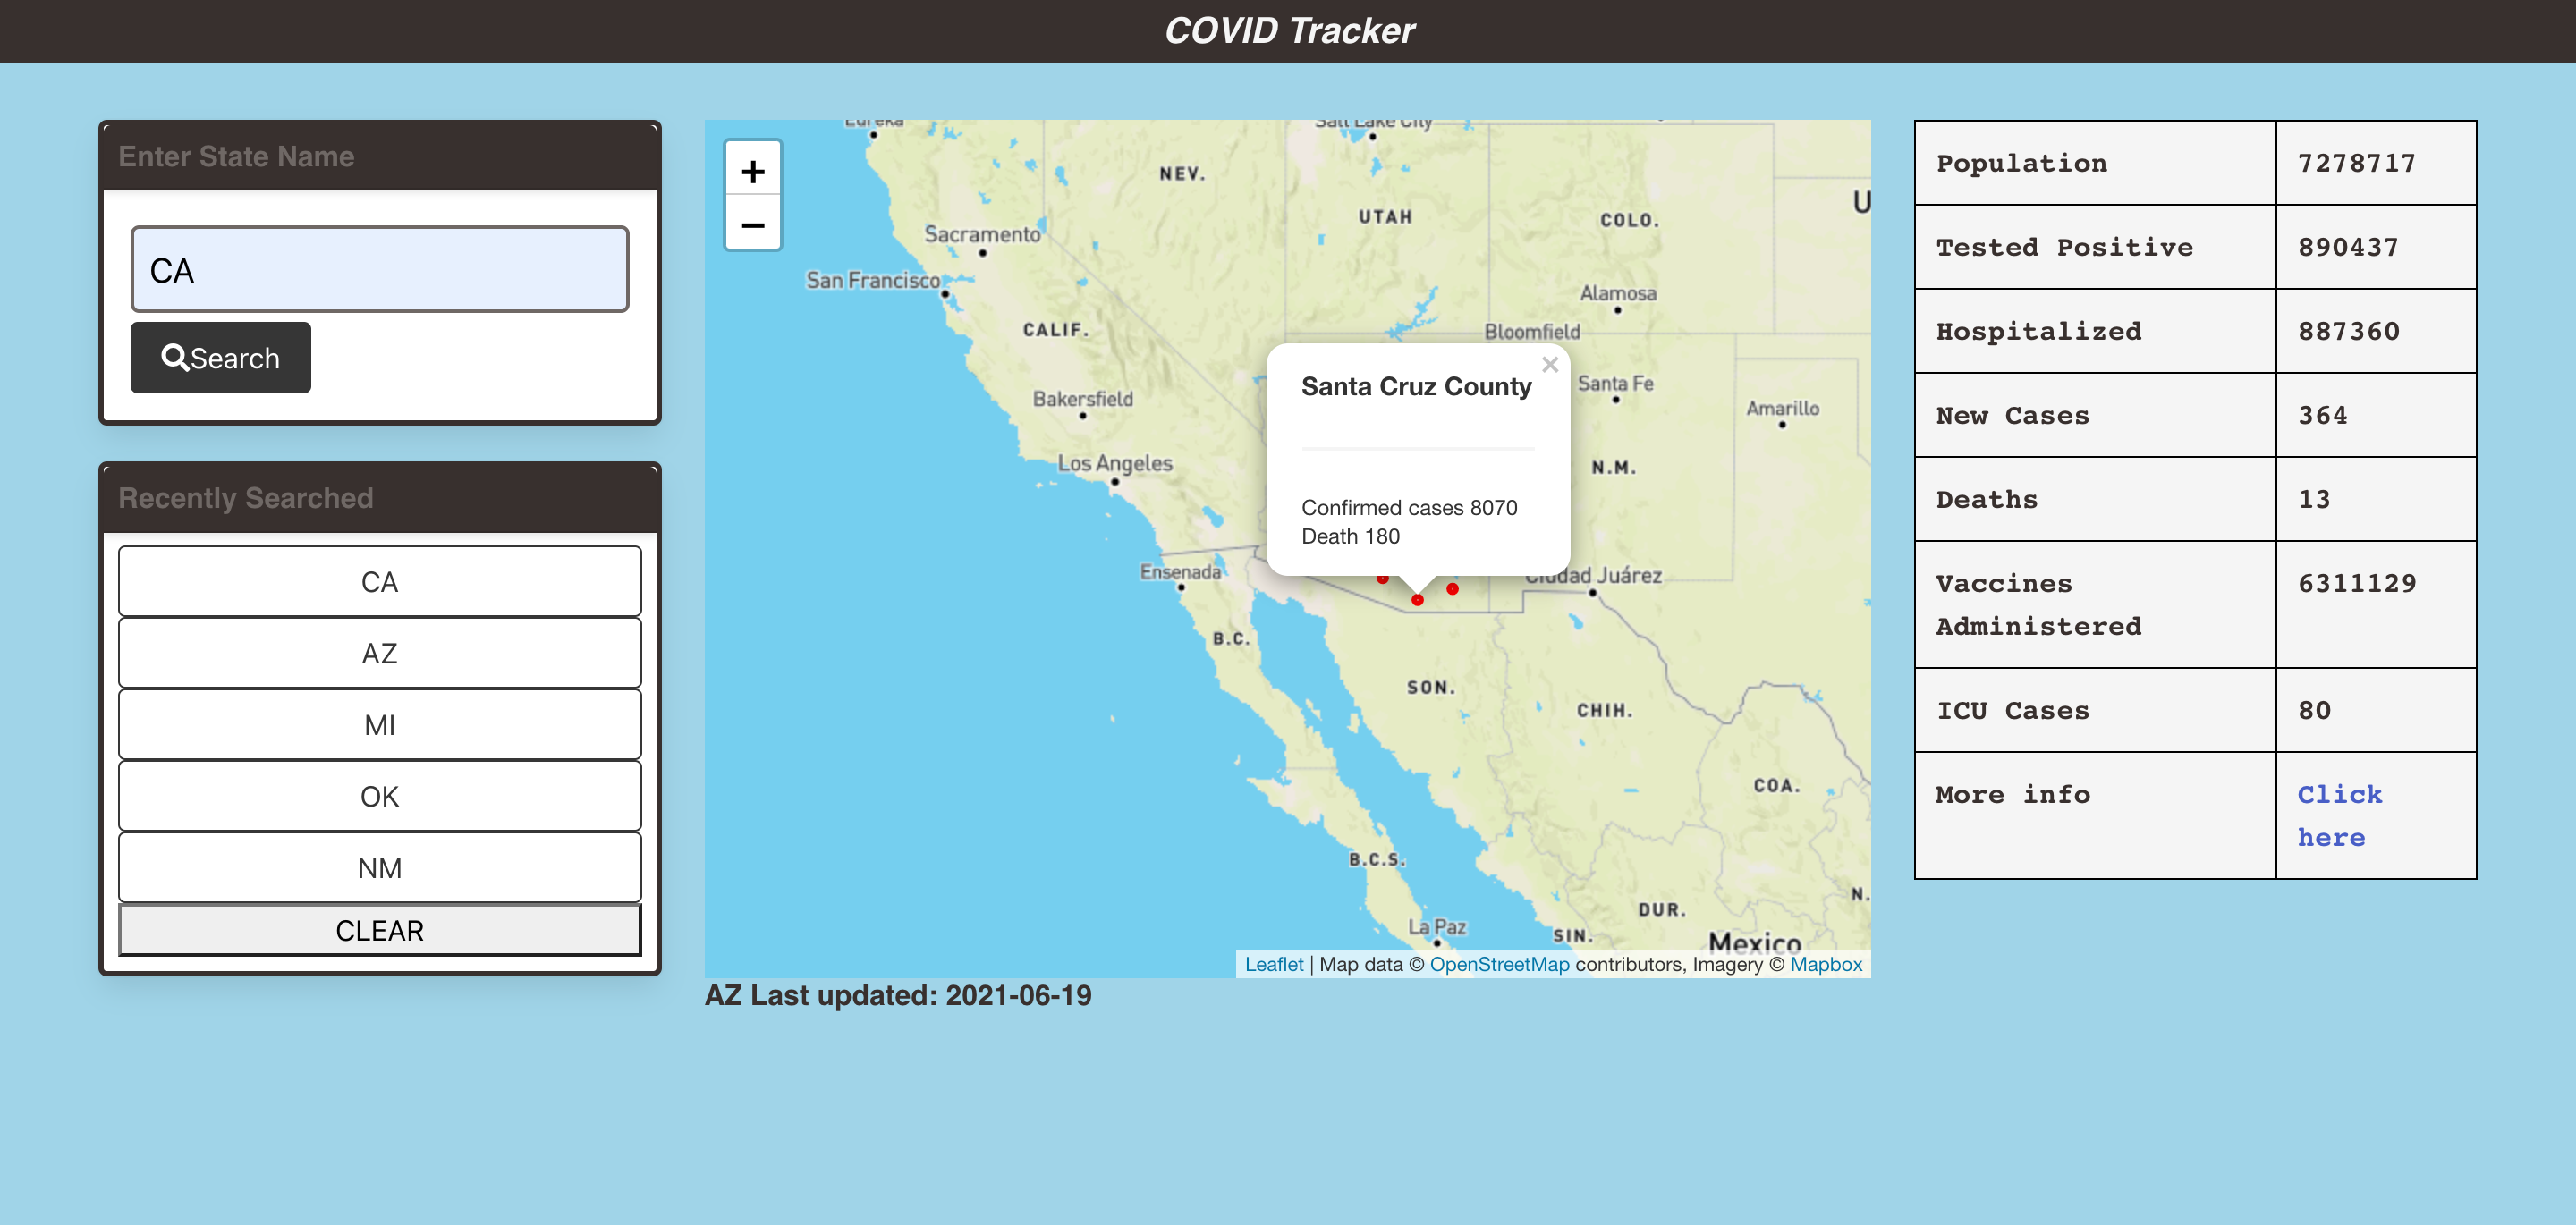 COVID Tracker
Enter State Name
CA
Search
Recently Searched
CA
AZ
MI
OK
NM
CLEAR
+
−
Eureka
Salt Lake City
NEV.
UTAH
COLO.
U
Sacramento
San Francisco
Alamosa
CALIF.
Bloomfield
×
Santa Cruz County
Santa Fe
Bakersfield
Amarillo
Los Angeles
N.M.
Confirmed cases 8070
Death 180
Ensenada
Ciudad Juárez
B.C.
SON.
CHIH.
COA.
B.C.S.
N.
DUR.
La Paz
SIN.
Mexico
Leaflet | Map data © OpenStreetMap contributors, Imagery © Mapbox
AZ Last updated: 2021-06-19
Population 7278717
Tested Positive 890437
Hospitalized 887360
New Cases 364
Deaths 13
Vaccines 6311129
Administered
ICU Cases 80
More info Click
here